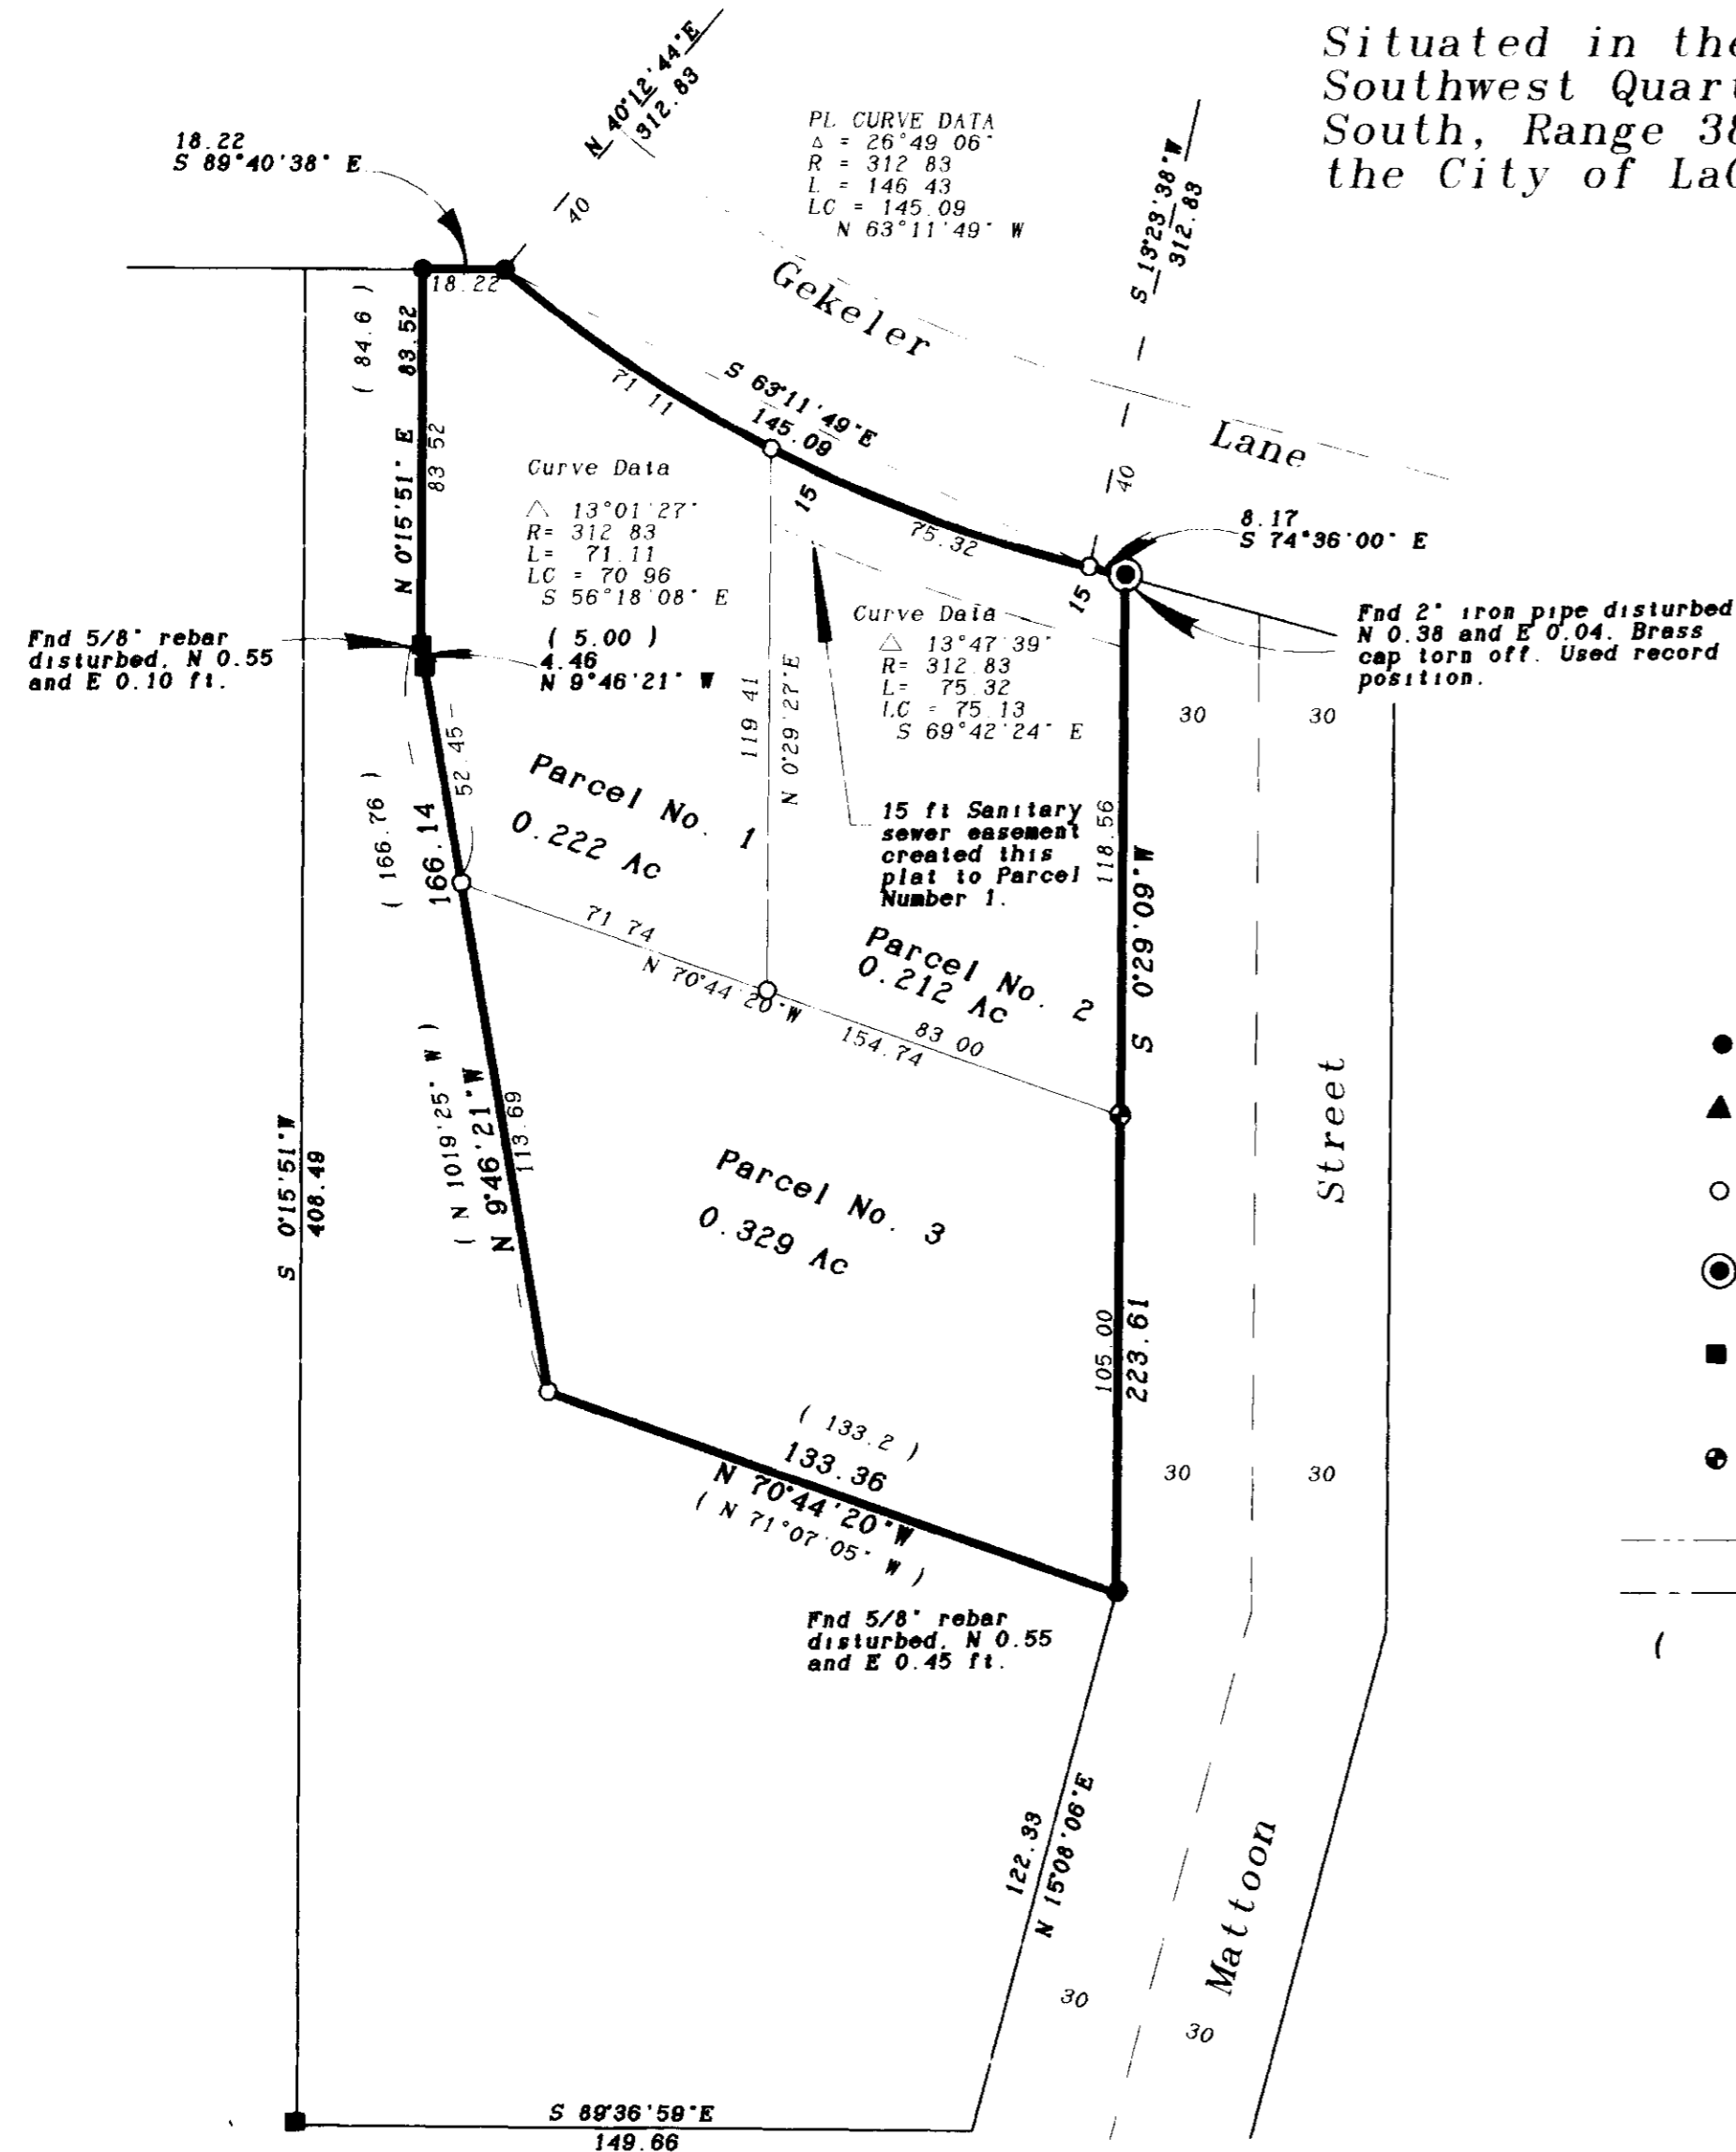 Situated in the
Southwest Quart
South, Range 38
the City of La
N 40°12'44"E
312.83
18.22
S 89°40'38" E
PL CURVE DATA
Δ = 26°49 06"
R = 312 83
L = 146 43
LC = 145.09
N 63°11'49" W
S 13°23'38"W
312.83
40
Gekeler
Lane
18.22
( 84.6 )
N 0°15'51" E 83.52
83 52
71 11
S 63°11'49"E
145.09
15
75.32
40
8.17
S 74°36'00" E
15
Curve Data
△ 13°01'27"
R= 312 83
L= 71.11
LC = 70 96
S 56°18'08" E
( 5.00 )
4.46
N 9°46'21" W
Fnd 5/8" rebar
disturbed, N 0.55
and E 0.10 ft.
Curve Data
△ 13°47'39"
R= 312.83
L= 75.32
LC = 75.13
S 69°42'24" E
Fnd 2" iron pipe disturbed
N 0.38 and E 0.04. Brass
cap torn off. Used record
position.
30
30
119 41
N 0°29'27"E
52.45
( 166.76 )
166.14
Parcel No. 1
0.222 Ac
15 ft Sanitary
sewer easement
created this
plat to Parcel
Number 1.
118.56
S 0°29'09"W
Parcel No. 2
0.212 Ac
71 74
N 70°44'20"W
154.74
83 00
( N 1019'25" W )
N 9°46'21"W
113.69
S 0°15'51"W
408.49
Parcel No. 3
0.329 Ac
Street
105 00
223.61
( 133.2 )
133.36
N 70°44'20"W
( N 71°07'05" W )
30
30
Fnd 5/8" rebar
disturbed, N 0.55
and E 0.45 ft.
(
122.33
N 15°08'06"E
Mattoon
30
30
S 89°36'59"E
149.66